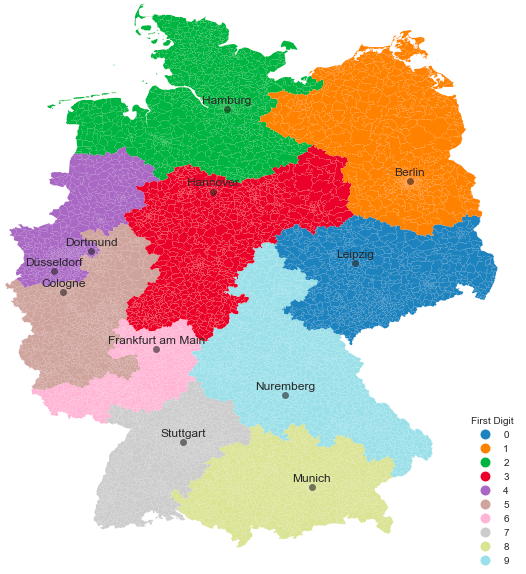 Hamburg
Berlin
Hannover
Dortmund
Leipzig
Düsseldorf
Cologne
Frankfurt am Main
Nuremberg
Stuttgart
Munich
First Digit
0
1
2
3
4
5
6
7
8
9